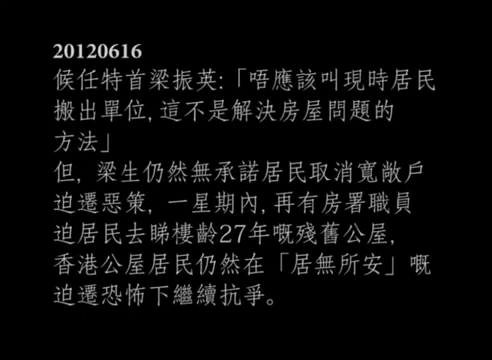 20120616
候任特首梁振英:「唔應該叫現時居民
搬出單位,這不是解決房屋問題的
方法」
但, 梁生仍然無承諾居民取消寬敞戶
迫遷惡策, 一星期內,再有房署職員
迫居民去睇樓齡27年嘅殘舊公屋,
香港公屋居民仍然在「居無所安」嘅
迫遷恐怖下繼續抗爭。